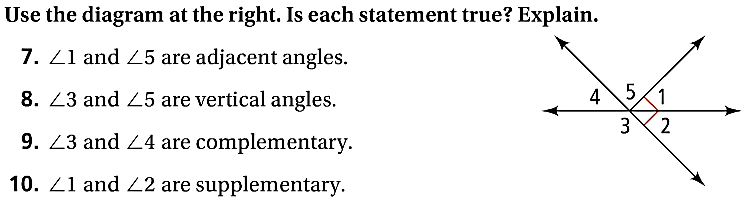 Use the diagram at the right. Is each statement true? Explain.
7. ∠1 and ∠5 are adjacent angles.
8. ∠3 and ∠5 are vertical angles.
9. ∠3 and ∠4 are complementary.
10. ∠1 and ∠2 are supplementary.
4 5 1
3 2